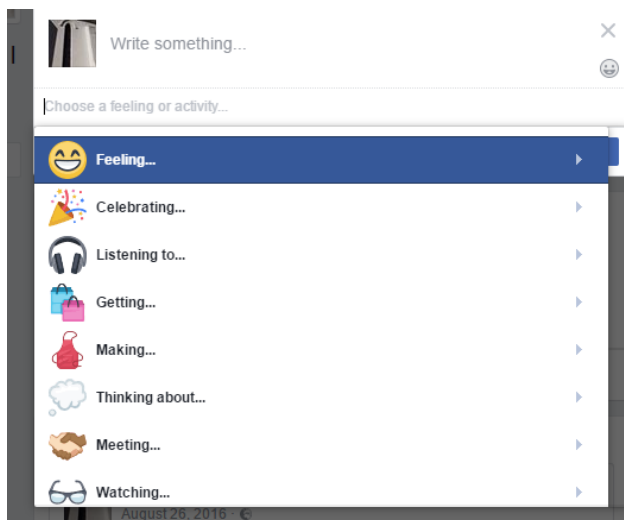 Write something...
Choose a feeling or activity...
Feeling...
Celebrating...
Listening to...
Getting...
Making...
Thinking about...
Meeting...
Watching...
August 26, 2016 ·